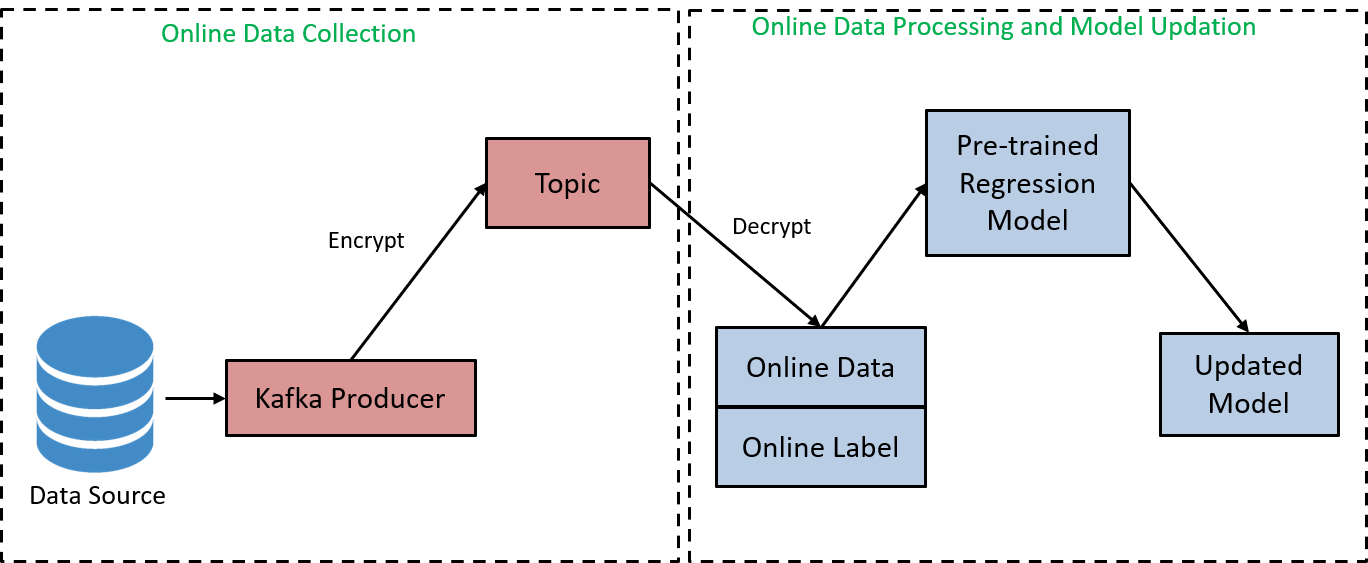 Online Data Collection
Online Data Processing and Model Updation
Topic
Encrypt
Kafka Producer
Data Source
Decrypt
Pre-trained
Regression
Model
Online Data
Online Label
Updated
Model